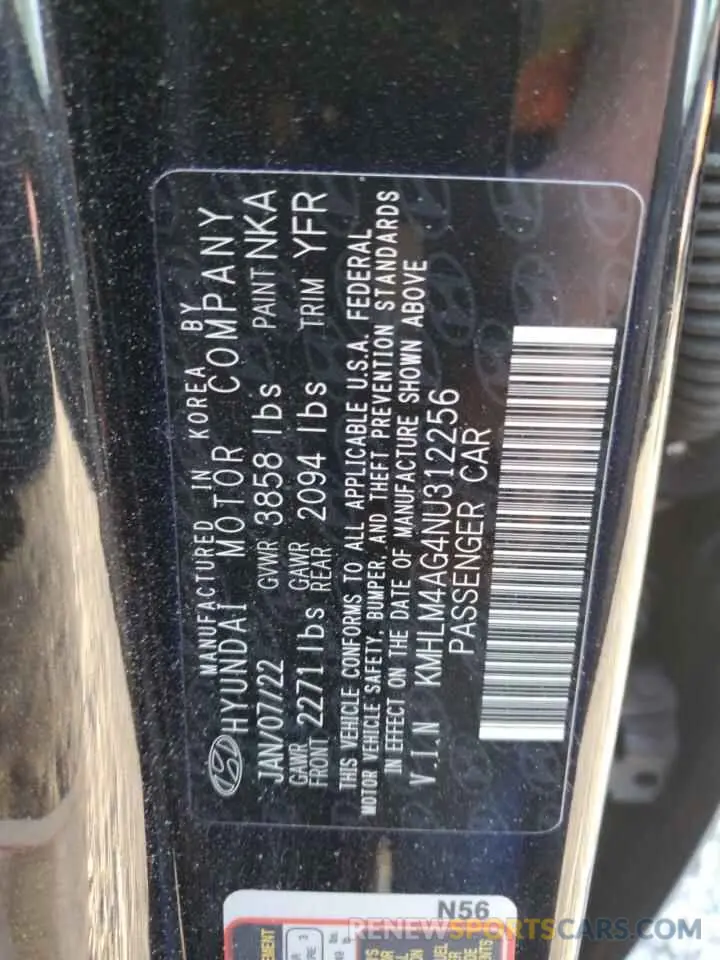 MANUFACTURED IN KOREA BY
HYUNDAI MOTOR COMPANY
JAN/07/22 GVWR 3858 lbs PAINT NKA
GAWR FRONT 2271 lbs GAWR REAR 2094 lbs TRIM YFR
THIS VEHICLE CONFORMS TO ALL APPLICABLE U.S.A. FEDERAL
MOTOR VEHICLE SAFETY, BUMPER, AND THEFT PREVENTION STANDARDS
IN EFFECT ON THE DATE OF MANUFACTURE SHOWN ABOVE
V.I.N KMHLM4AG4NU312256
PASSENGER CAR
N56
RENEWSPORTSCARS.COM